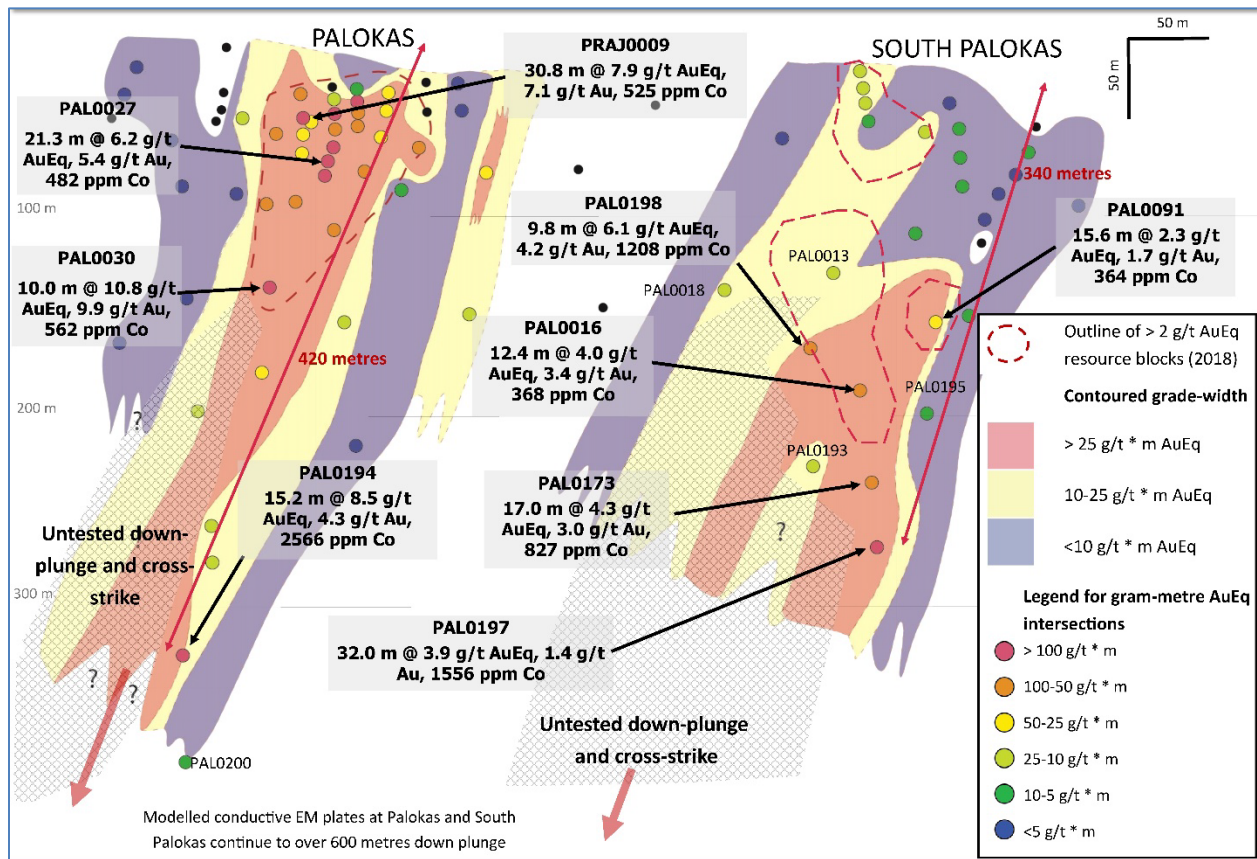 PALOKAS
PRAJ0009
30.8 m @ 7.9 g/t AuEq,
7.1 g/t Au, 525 ppm Co
SOUTH PALOKAS
50 m
50 m
PAL0027
21.3 m @ 6.2 g/t
AuEq, 5.4 g/t Au,
482 ppm Co
100 m
340 metres
PAL0198
9.8 m @ 6.1 g/t AuEq,
4.2 g/t Au, 1208 ppm Co
PAL0091
15.6 m @ 2.3 g/t
AuEq, 1.7 g/t Au,
364 ppm Co
PAL0013
PAL0018
PAL0030
10.0 m @ 10.8 g/t
AuEq, 9.9 g/t Au,
562 ppm Co
420 metres
PAL0016
12.4 m @ 4.0 g/t
AuEq, 3.4 g/t Au,
368 ppm Co
PAL0195
200 m
?
PAL0193
PAL0194
15.2 m @ 8.5 g/t
AuEq, 4.3 g/t Au,
2566 ppm Co
PAL0173
17.0 m @ 4.3 g/t
AuEq, 3.0 g/t Au,
827 ppm Co
?
Untested down-
plunge and cross-
strike
300 m
PAL0197
32.0 m @ 3.9 g/t AuEq, 1.4 g/t
Au, 1556 ppm Co
?
?
Untested down-plunge
and cross-strike
PAL0200
Modelled conductive EM plates at Palokas and South
Palokas continue to over 600 metres down plunge
Outline of > 2 g/t AuEq
resource blocks (2018)
Contoured grade-width
> 25 g/t * m AuEq
10-25 g/t * m AuEq
<10 g/t * m AuEq
Legend for gram-metre AuEq
intersections
> 100 g/t * m
100-50 g/t * m
50-25 g/t * m
25-10 g/t * m
10-5 g/t * m
<5 g/t * m